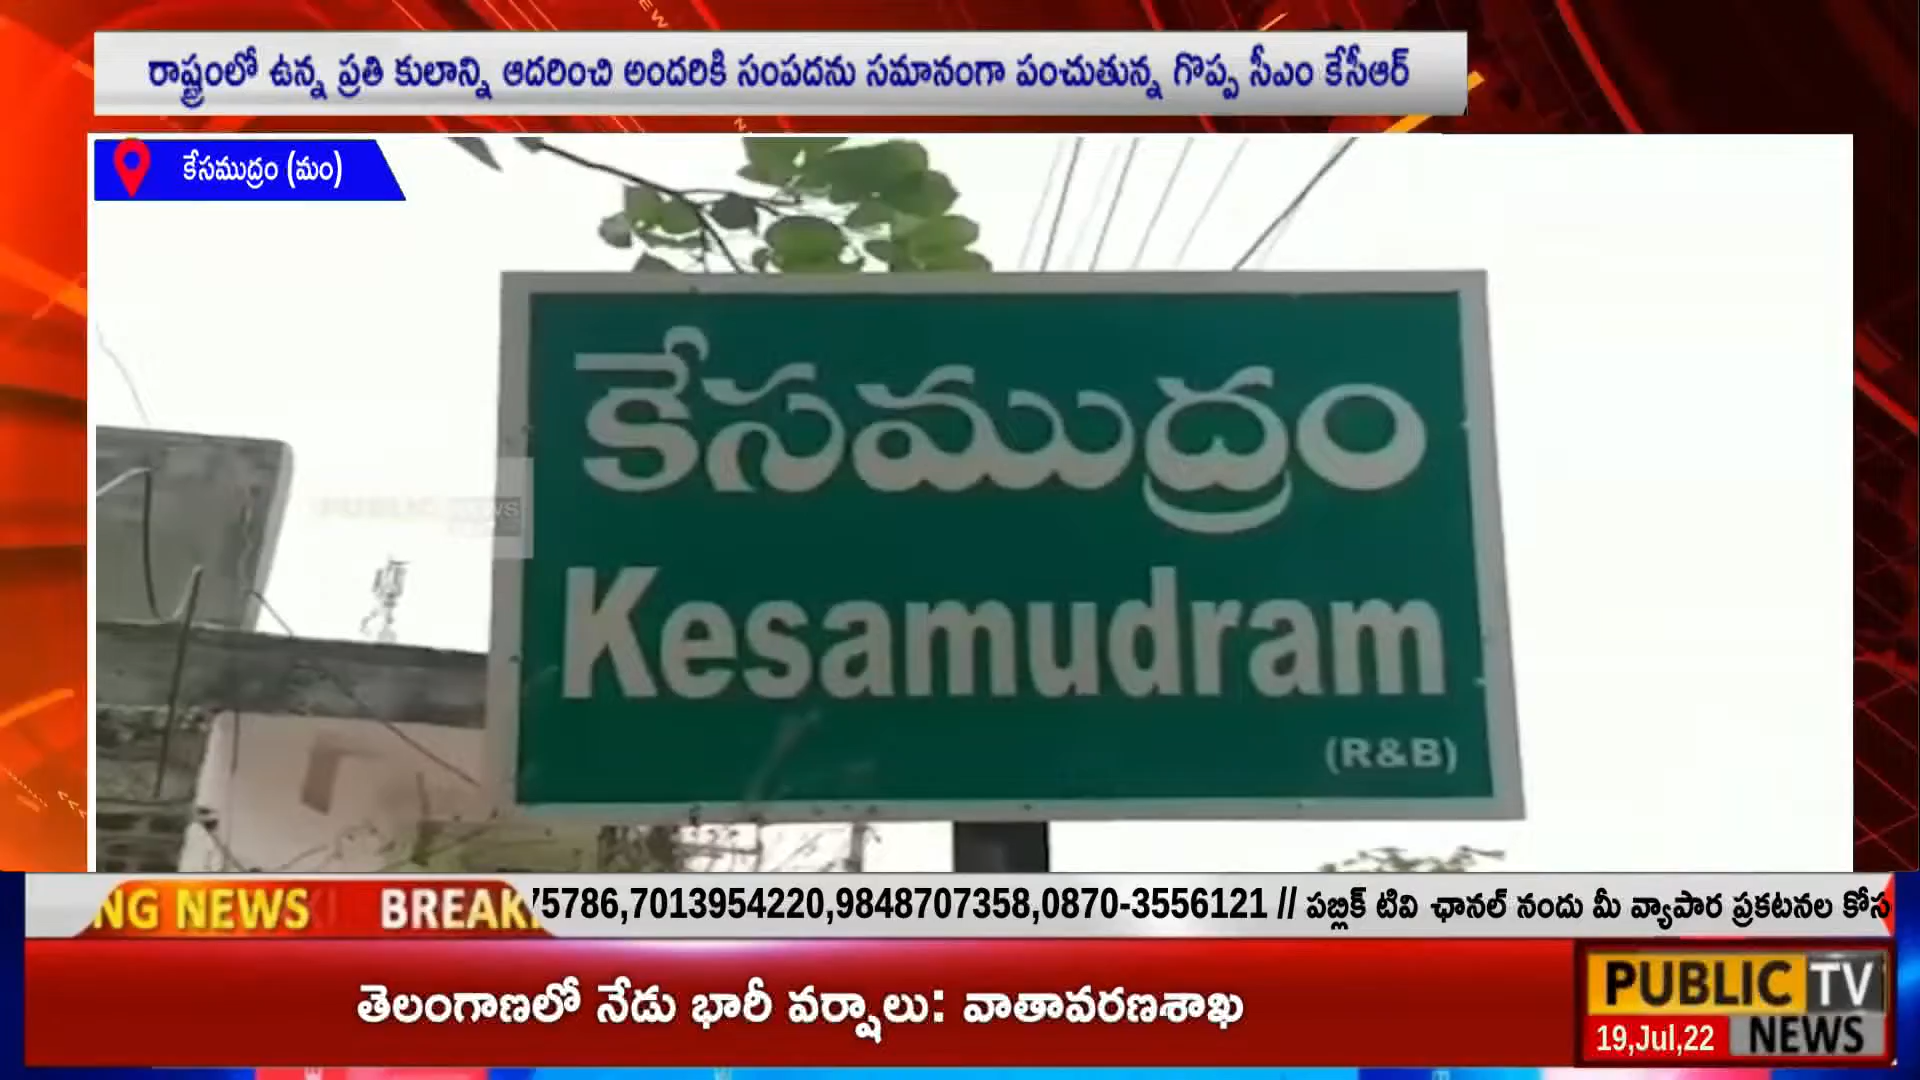 రాష్ట్రంలో ఉన్న ప్రతి కులాన్ని ఆదరించి అందరికి సంపదను సమానంగా పంచుతున్న గొప్ప సీఎం కేసీఆర్
కేసముద్రం (మం)
కేసముద్రం
Kesamudram
(R&B)
NG NEWS BREAK 75786,7013954220,9848707358,0870-3556121 // పబ్లిక్ టివి ఛానల్ నందు మీ వ్యాపార ప్రకటనల కోస
తెలంగాణలో నేడు భారీ వర్షాలు: వాతావరణశాఖ
PUBLIC TV
19,Jul,22 NEWS